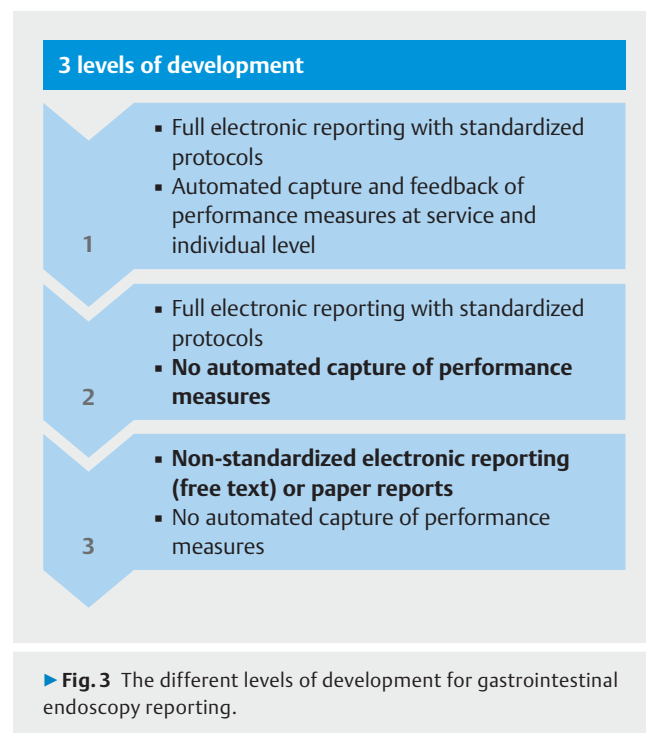 3 levels of development
▪ Full electronic reporting with standardized
protocols
▪ Automated capture and feedback of
performance measures at service and
individual level
1
▪ Full electronic reporting with standardized
protocols
▪ No automated capture of performance
measures
2
▪ Non-standardized electronic reporting
(free text) or paper reports
▪ No automated capture of performance
measures
3
▶ Fig. 3 The different levels of development for gastrointestinal
endoscopy reporting.